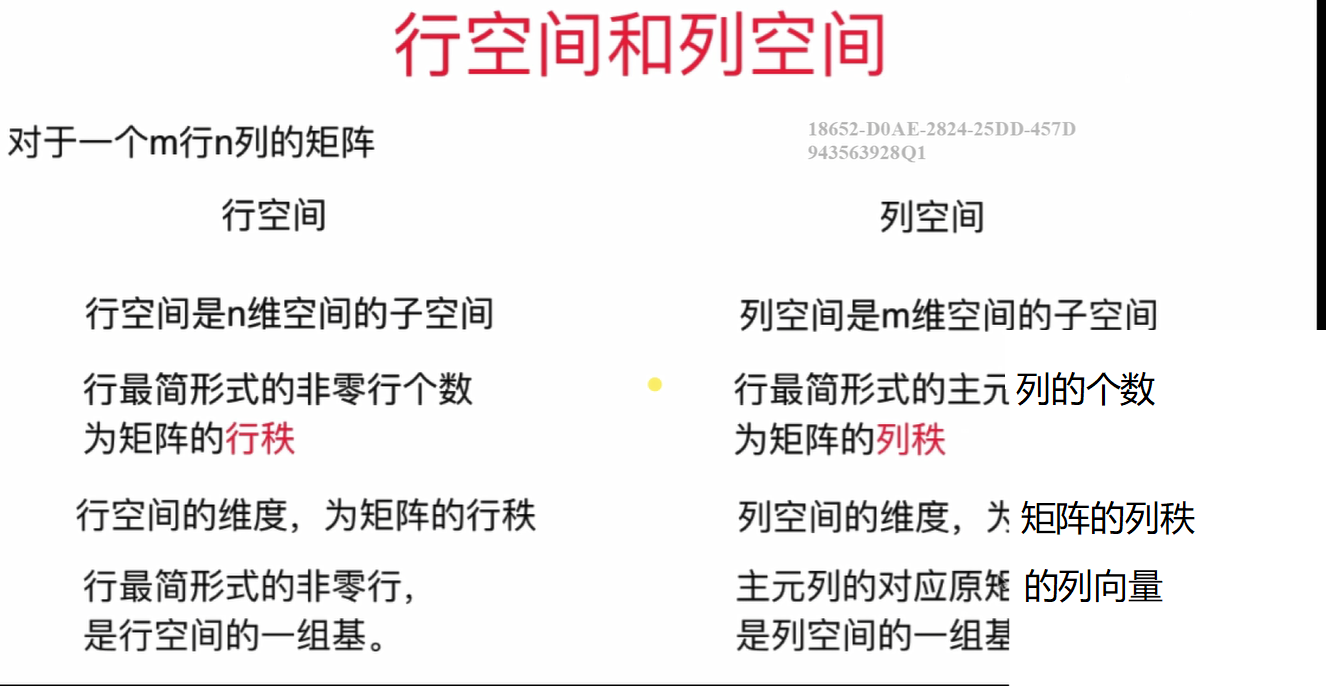 行空间和列空间
对于一个m行n列的矩阵
18652-D0AE-2824-25DD-457D
943563928Q1
行空间
列空间
行空间是n维空间的子空间
列空间是m维空间的子空间
行最简形式的非零行个数
为矩阵的行秩
行最简形式的主元列的个数
为矩阵的列秩
行空间的维度，为矩阵的行秩
列空间的维度，为矩阵的列秩
行最简形式的非零行，
是行空间的一组基。
主元列的对应原矩的列向量
是列空间的一组基